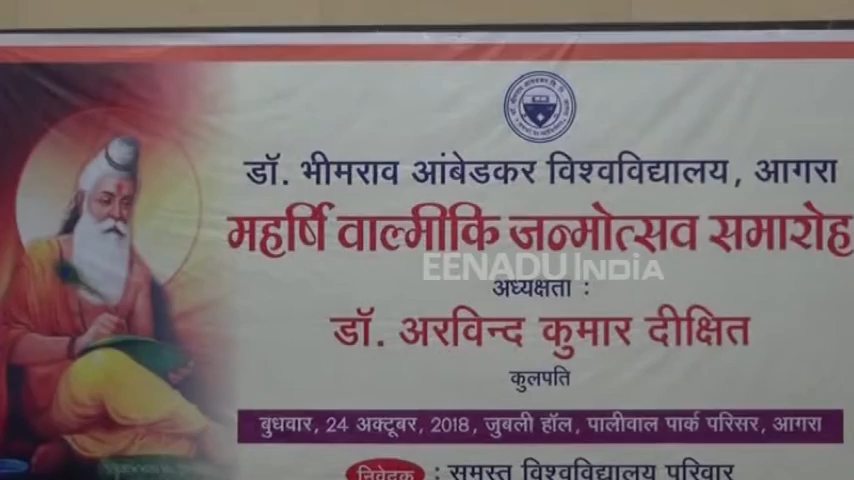 डॉ. भीमराव आंबेडकर विश्वविद्यालय, आगरा
महर्षि वाल्मीकि जन्मोत्सव समारोह
EENADU INDIA
अध्यक्षता :
डॉ. अरविन्द कुमार दीक्षित
कुलपति
बुधवार, 24 अक्टूबर, 2018, जुबली हॉल, पालीवाल पार्क परिसर, आगरा
निवेदक : समस्त विश्वविद्यालय परिवार